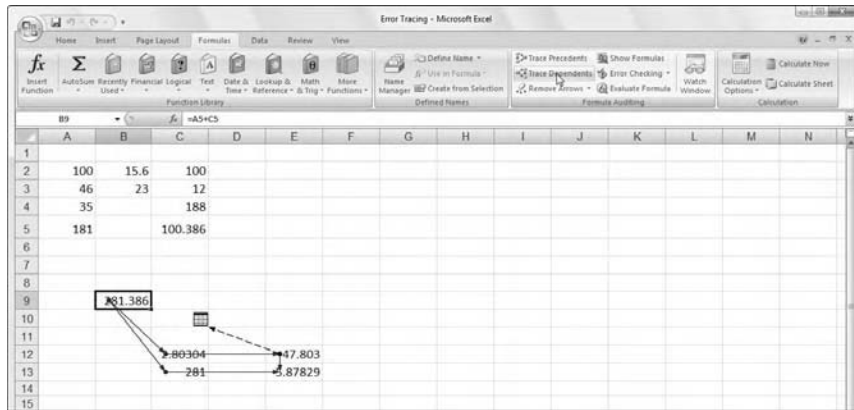 Error Tracing - Microsoft Excel
Home Insert Page Layout Formulas Data Review View
fx Σ θ
Insert Function AutoSum Recently Used Financial Logical Text Date & Time Lookup & Reference Math & Trig More Functions
Function Library
Name Manager Define Name Use in Formula Create from Selection
Defined Names
Trace Precedents Trace Dependents Remove Arrows Show Formulas Error Checking Evaluate Formula Watch Window
Formula Auditing
Calculation Options Calculate Now Calculate Sheet
Calculation
B9 fx =A5+C5
A B C D E F G H I J K L M N
1
2 100 15.6 100
3 46 23 12
4 35 188
5 181 100.386
6
7
8
9 281.386
10
11
12 2.80304 47.803
13 281 5.87829
14
15